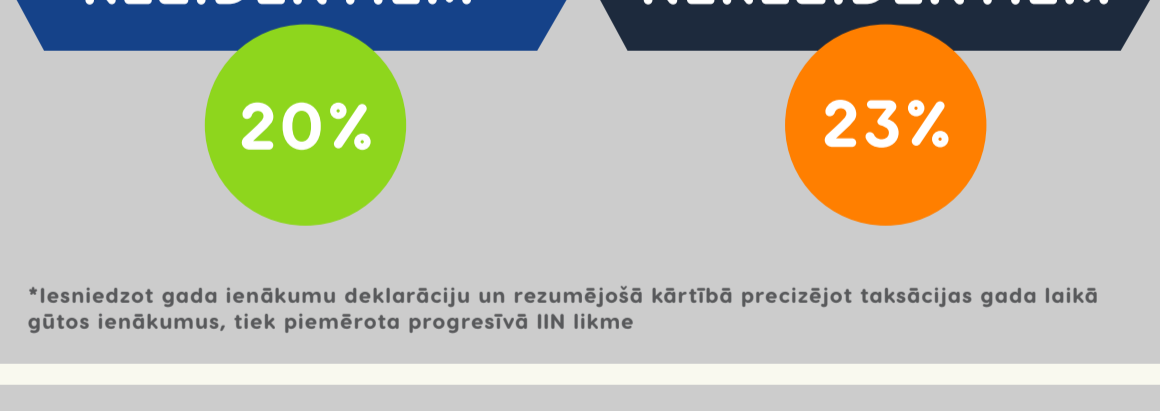 20%
23%
*Iesniedzot gada ienākumu deklarāciju un rezumējošā kārtībā precizējot taksācijas gada laikā
gūtos ienākumus, tiek piemērota progresīvā IIN likme